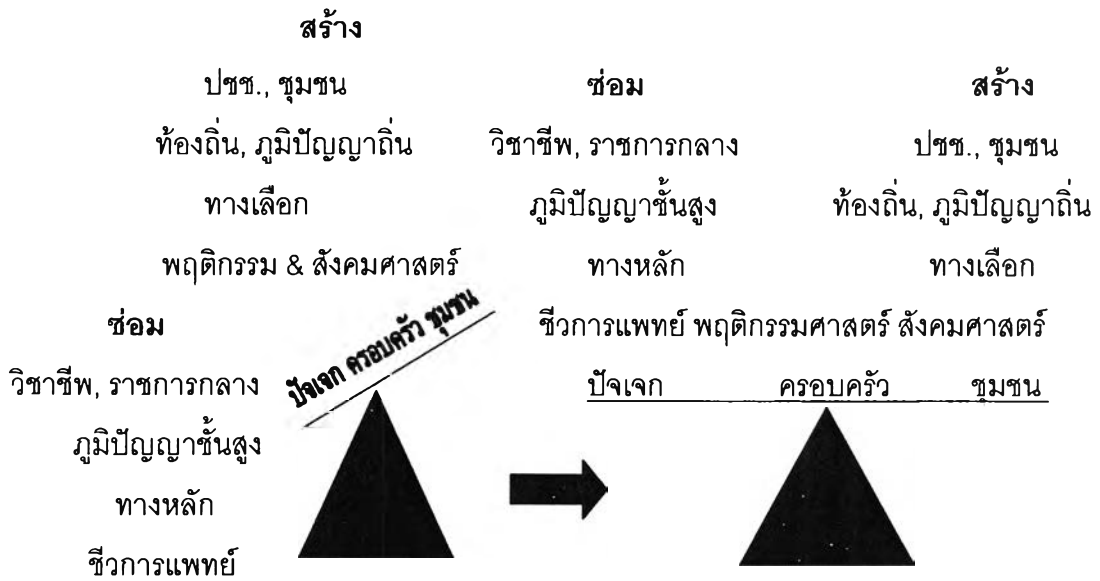 สร้าง
ปชช., ชุมชน
ท้องถิ่น, ภูมิปัญญาถิ่น
ทางเลือก
พฤติกรรม & สังคมศาสตร์
ซ่อม
วิชาชีพ, ราชการกลาง
ภูมิปัญญาชั้นสูง
ทางหลัก
ชีวการแพทย์
ปัจเจก ครอบครัว ชุมชน
ซ่อม สร้าง
วิชาชีพ, ราชการกลาง ปชช., ชุมชน
ภูมิปัญญาชั้นสูง ท้องถิ่น, ภูมิปัญญาถิ่น
ทางหลัก ทางเลือก
ชีวการแพทย์ พฤติกรรมศาสตร์ สังคมศาสตร์
ปัจเจก ครอบครัว ชุมชน